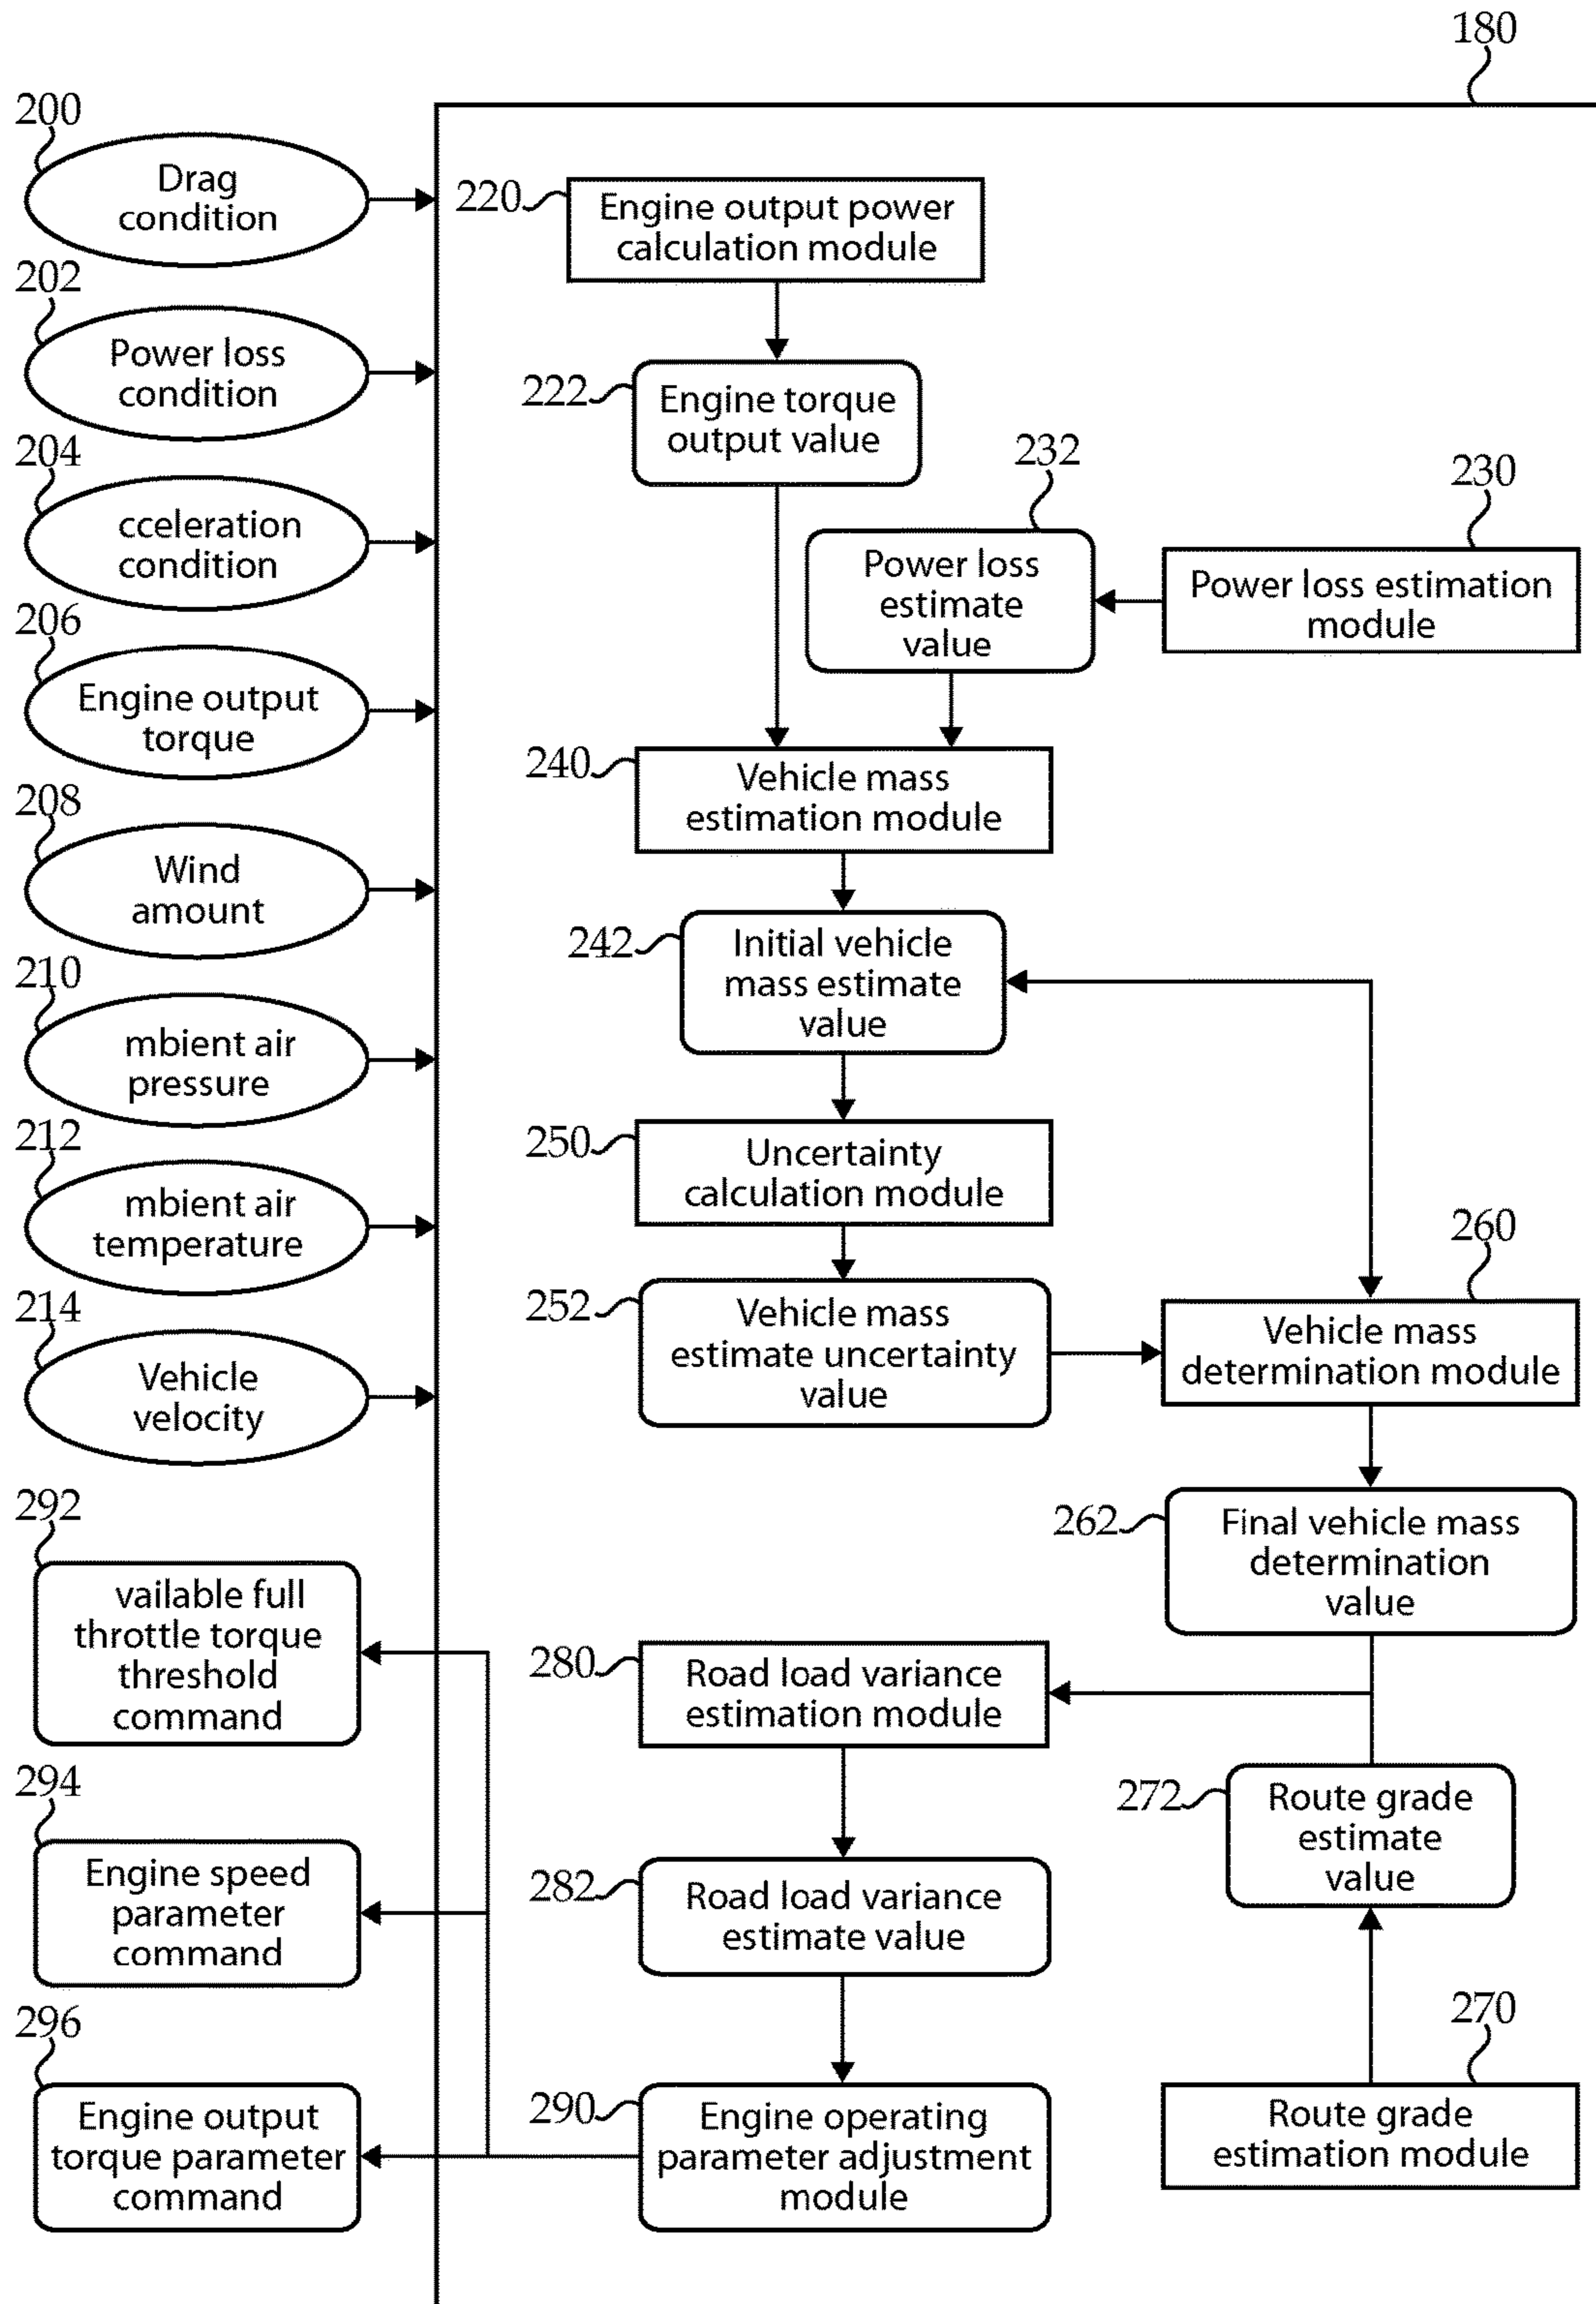 180
200
Drag
condition
202
Power loss
condition
204
cceleration
condition
206
Engine output
torque
208
Wind
amount
210
mbient air
pressure
212
mbient air
temperature
214
Vehicle
velocity
292
vailable full
throttle torque
threshold
command
294
Engine speed
parameter
command
296
Engine output
torque parameter
command
220
Engine output power
calculation module
222
Engine torque
output value
232
Power loss
estimate
value
230
Power loss estimation
module
240
Vehicle mass
estimation module
242
Initial vehicle
mass estimate
value
250
Uncertainty
calculation module
252
Vehicle mass
estimate uncertainty
value
260
Vehicle mass
determination module
262
Final vehicle mass
determination
value
280
Road load variance
estimation module
272
Route grade
estimate
value
282
Road load variance
estimate value
270
Route grade
estimation module
290
Engine operating
parameter adjustment
module